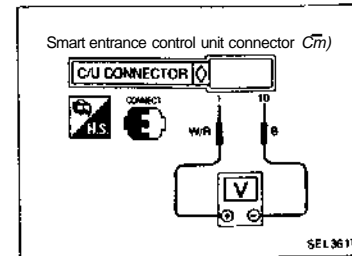 Smart entrance control unit connector Cm)
C/U CONNECTOR
CONNECT
H.S.
1 10
W/R B
V
SEL361